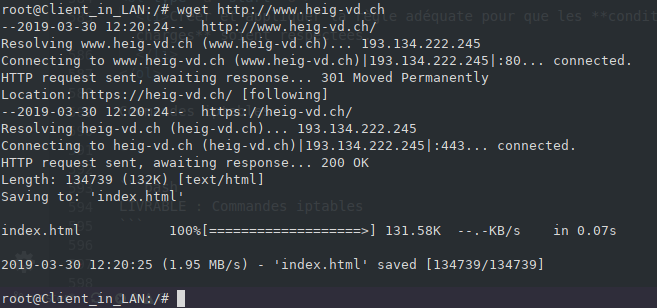 root@Client_in_LAN:/# wget http://www.heig-vd.ch
--2019-03-30 12:20:24--  http://www.heig-vd.ch/
Resolving www.heig-vd.ch (www.heig-vd.ch)... 193.134.222.245
Connecting to www.heig-vd.ch (www.heig-vd.ch)|193.134.222.245|:80... connected.
HTTP request sent, awaiting response... 301 Moved Permanently
Location: https://heig-vd.ch/ [following]
--2019-03-30 12:20:24--  https://heig-vd.ch/
Resolving heig-vd.ch (heig-vd.ch)... 193.134.222.245
Connecting to heig-vd.ch (heig-vd.ch)|193.134.222.245|:443... connected.
HTTP request sent, awaiting response... 200 OK
Length: 134739 (132K) [text/html]
Saving to: 'index.html'
594 LIVRABLE : Commandes iptables
index.html          100%[===================>] 131.58K  --.-KB/s    in 0.07s
596
2019-03-30 12:20:25 (1.95 MB/s) - 'index.html' saved [134739/134739]
598
root@Client_in_LAN:/#